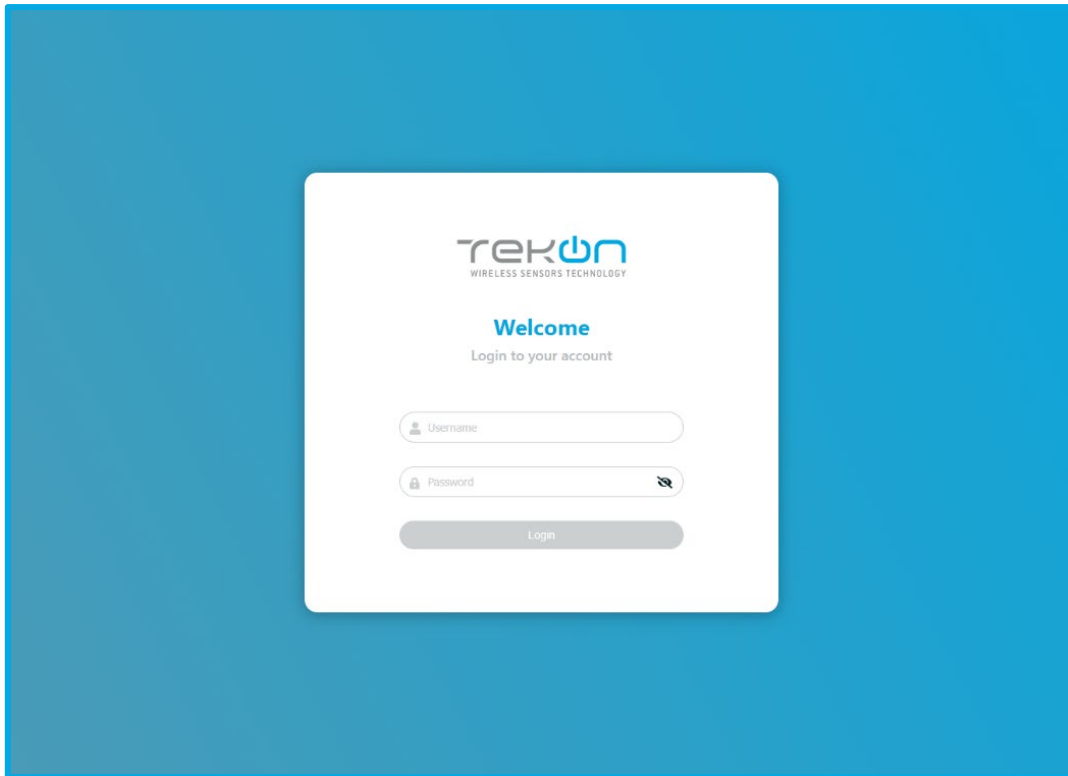 TEKON
WIRELESS SENSORS TECHNOLOGY
Welcome
Login to your account
Username
Password
Login